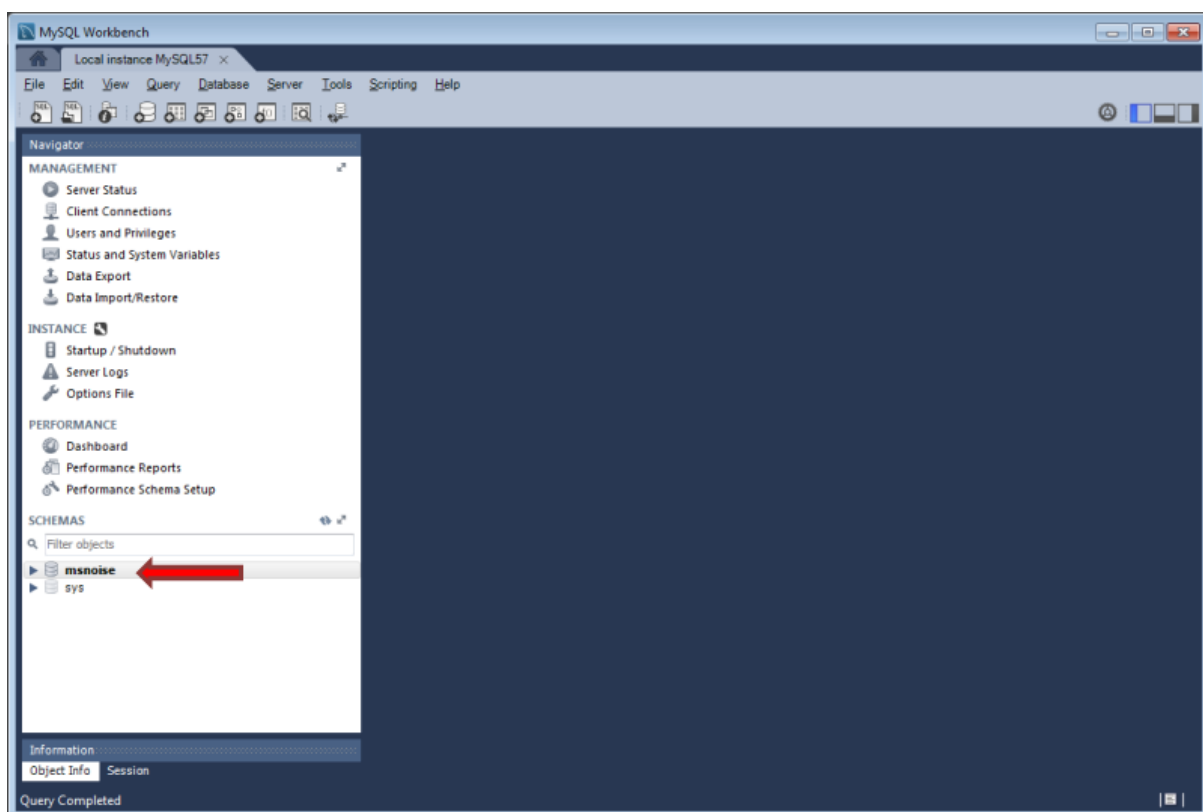 MySQL Workbench
Local instance MySQL57
File Edit View Query Database Server Tools Scripting Help
Navigator
MANAGEMENT
Server Status
Client Connections
Users and Privileges
Status and System Variables
Data Export
Data Import/Restore
INSTANCE
Startup / Shutdown
Server Logs
Options File
PERFORMANCE
Dashboard
Performance Reports
Performance Schema Setup
SCHEMAS
Filter objects
msnoise
sys
Information
Object Info Session
Query Completed